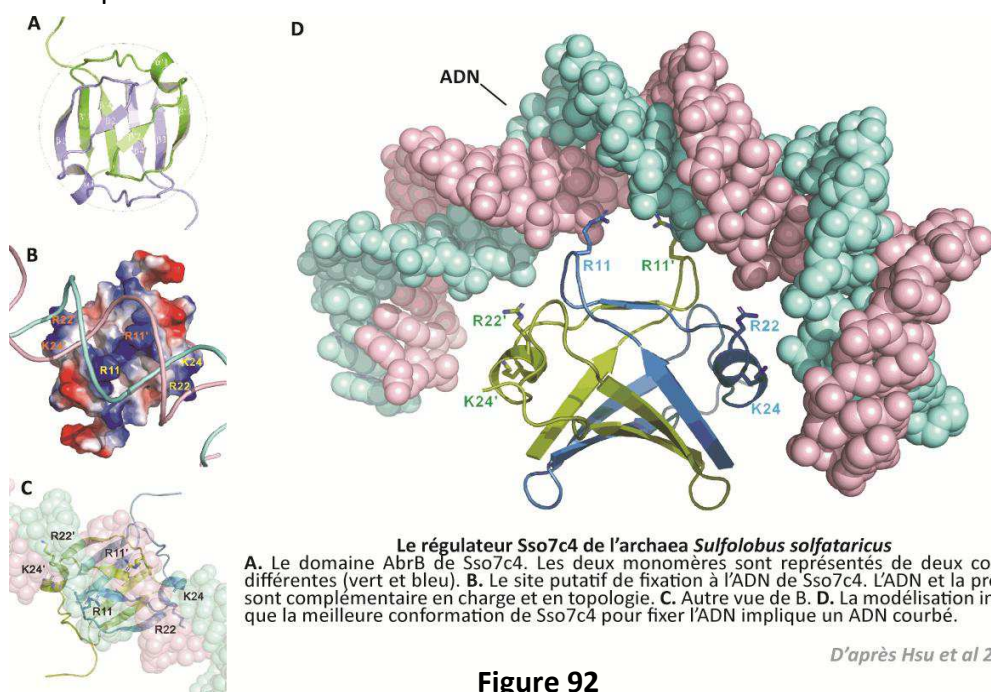 A
D
ADN
B
R22'
K24'
R11'
K24
R11
R22
R11
R11'
R22'
R22
K24'
K24
C
R22'
R11'
K24'
K24
R11
R22
Le régulateur Sso7c4 de l'archaea Sulfolobus solfataricus
A. Le domaine AbrB de Sso7c4. Les deux monomères sont représentés de deux co
différentes (vert et bleu). B. Le site putatif de fixation à l'ADN de Sso7c4. L'ADN et la pro
sont complémentaire en charge et en topologie. C. Autre vue de B. D. La modélisation in
que la meilleure conformation de Sso7c4 pour fixer l'ADN implique un ADN courbé.
D'après Hsu et al 2
Figure 92